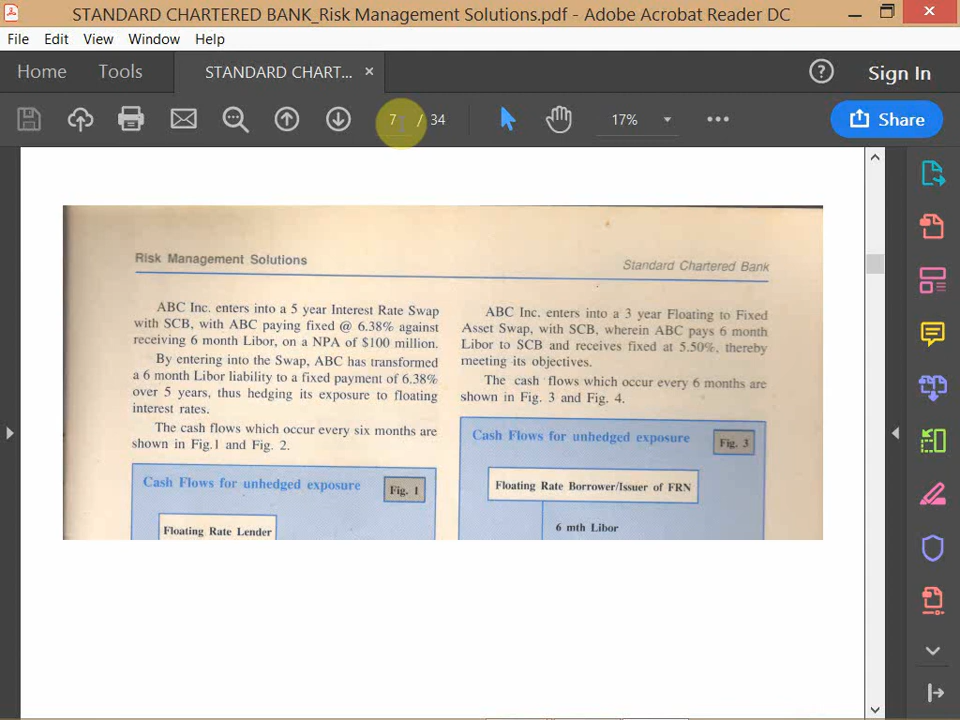 STANDARD CHARTERED BANK_Risk Management Solutions.pdf - Adobe Acrobat Reader DC
File Edit View Window Help
Home Tools STANDARD CHART... × ? Sign In
7 / 34 17% Share
Risk Management Solutions
Standard Chartered Bank
ABC Inc. enters into a 5 year Interest Rate Swap
with SCB, with ABC paying fixed @ 6.38% against
receiving 6 month Libor, on a NPA of $100 million.
By entering into the Swap, ABC has transformed
a 6 month Libor liability to a fixed payment of 6.38%
over 5 years, thus hedging its exposure to floating
interest rates.
The cash flows which occur every six months are
shown in Fig.1 and Fig. 2.
Cash Flows for unhedged exposure
Fig. 1
Floating Rate Lender
ABC Inc. enters into a 3 year Floating to Fixed
Asset Swap, with SCB, wherein ABC pays 6 month
Libor to SCB and receives fixed at 5.50%, thereby
meeting its objectives.
The cash flows which occur every 6 months are
shown in Fig. 3 and Fig. 4.
Cash Flows for unhedged exposure
Fig. 3
Floating Rate Borrower/Issuer of FRN
6 mth Libor